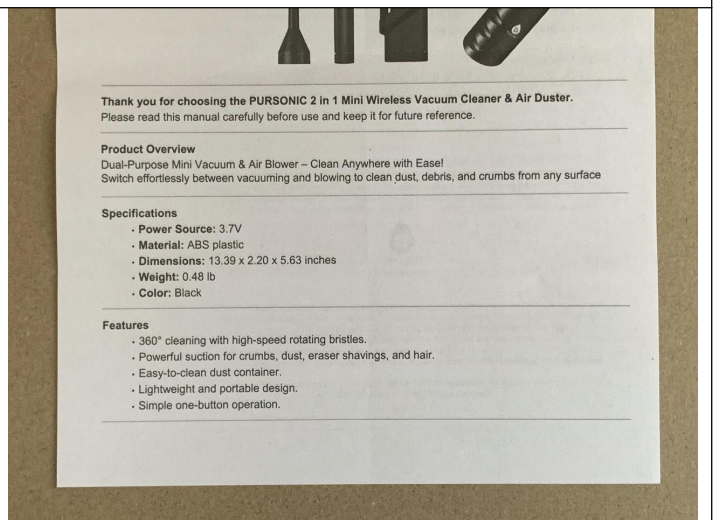 Thank you for choosing the PURSONIC 2 in 1 Mini Wireless Vacuum Cleaner & Air Duster.
Please read this manual carefully before use and keep it for future reference.
Product Overview
Dual-Purpose Mini Vacuum & Air Blower – Clean Anywhere with Ease!
Switch effortlessly between vacuuming and blowing to clean dust, debris, and crumbs from any surface
Specifications
• Power Source: 3.7V
• Material: ABS plastic
• Dimensions: 13.39 x 2.20 x 5.63 inches
• Weight: 0.48 lb
• Color: Black
Features
• 360° cleaning with high-speed rotating bristles.
• Powerful suction for crumbs, dust, eraser shavings, and hair.
• Easy-to-clean dust container.
• Lightweight and portable design.
• Simple one-button operation.